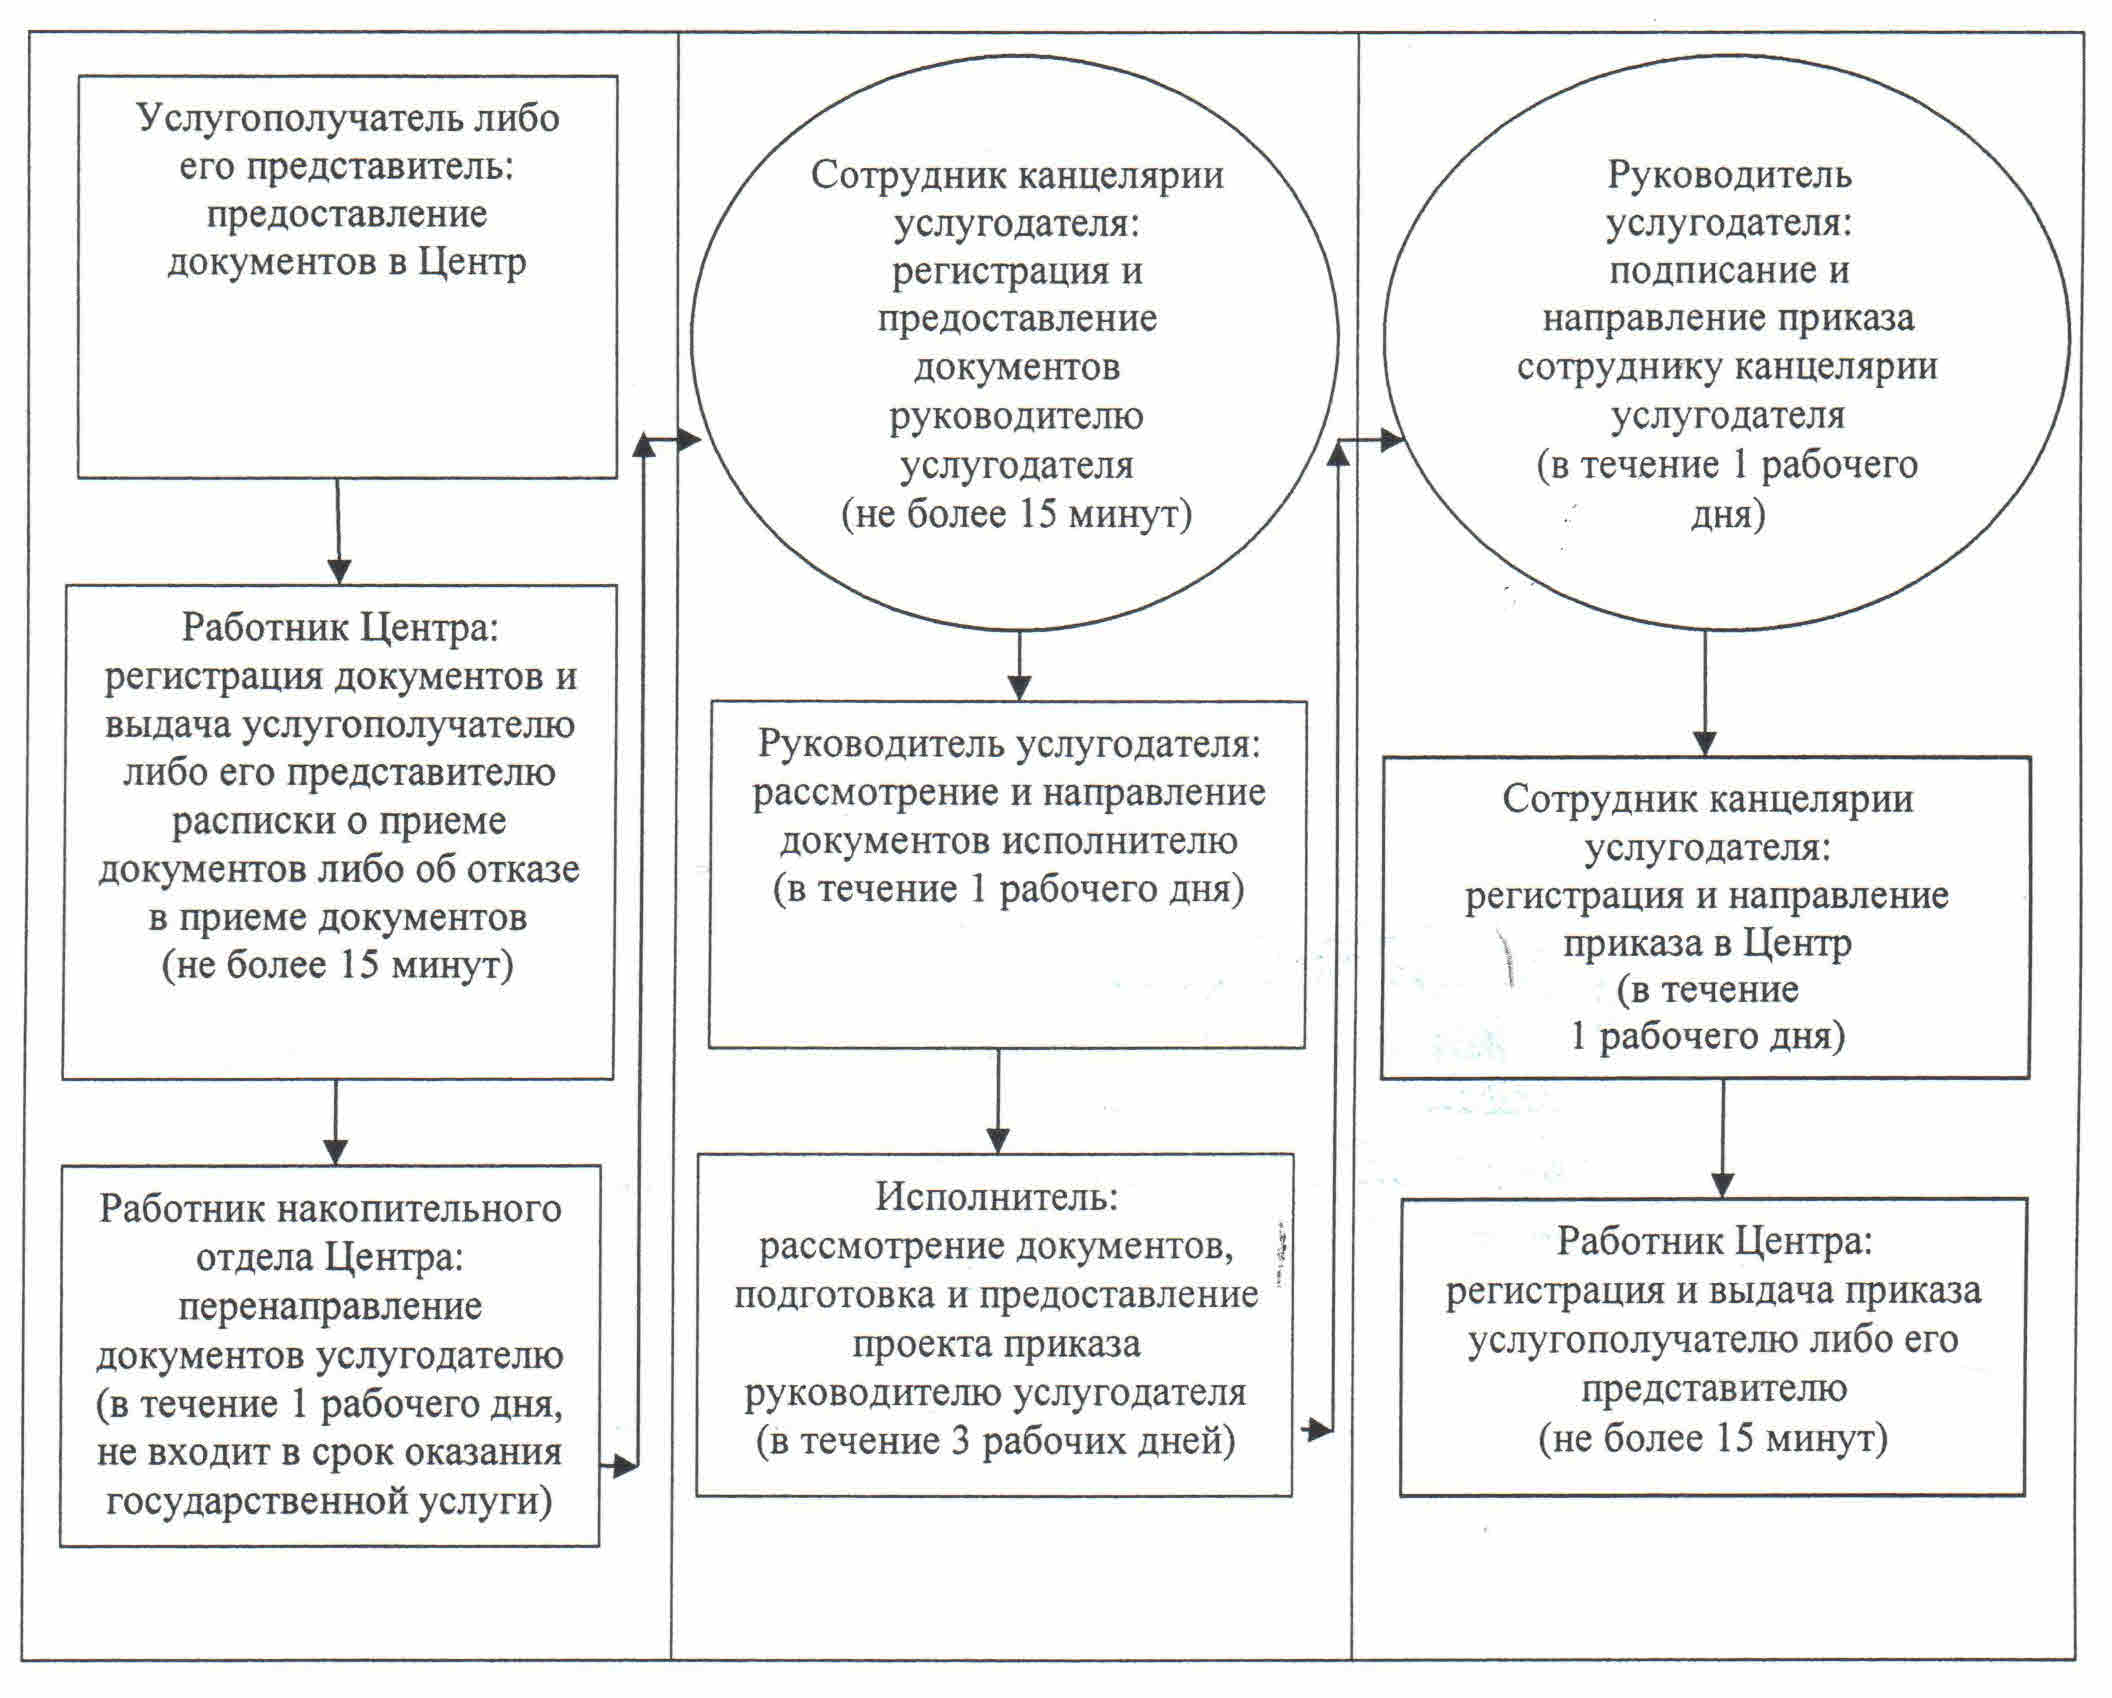 Услугополучатель либо
его представитель:
предоставление
документов в Центр
Работник Центра:
регистрация документов и
выдача услугополучателю
либо его представителю
расписки о приеме
документов либо об отказе
в приеме документов
(не более 15 минут)
Работник накопительного
отдела Центра:
перенаправление
документов услугодателю
(в течение 1 рабочего дня,
не входит в срок оказания
государственной услуги)
Сотрудник канцелярии
услугодателя:
регистрация и
предоставление
документов
руководителю
услугодателя
(не более 15 минут)
Руководитель услугодателя:
рассмотрение и направление
документов исполнителю
(в течение 1 рабочего дня)
Исполнитель:
рассмотрение документов,
подготовка и предоставление
проекта приказа
руководителю услугодателя
(в течение 3 рабочих дней)
Руководитель
услугодателя:
подписание и
направление приказа
сотруднику канцелярии
услугодателя
(в течение 1 рабочего
дня)
Сотрудник канцелярии
услугодателя:
регистрация и направление
приказа в Центр
(в течение
1 рабочего дня)
Работник Центра:
регистрация и выдача приказа
услугополучателю либо его
представителю
(не более 15 минут)